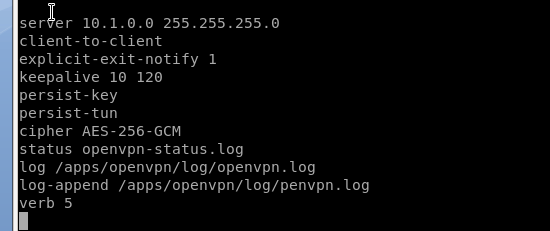 server 10.1.0.0 255.255.255.0
client-to-client
explicit-exit-notify 1
keepalive 10 120
persist-key
persist-tun
cipher AES-256-GCM
status openvpn-status.log
log /apps/openvpn/log/openvpn.log
log-append /apps/openvpn/log/penvpn.log
verb 5